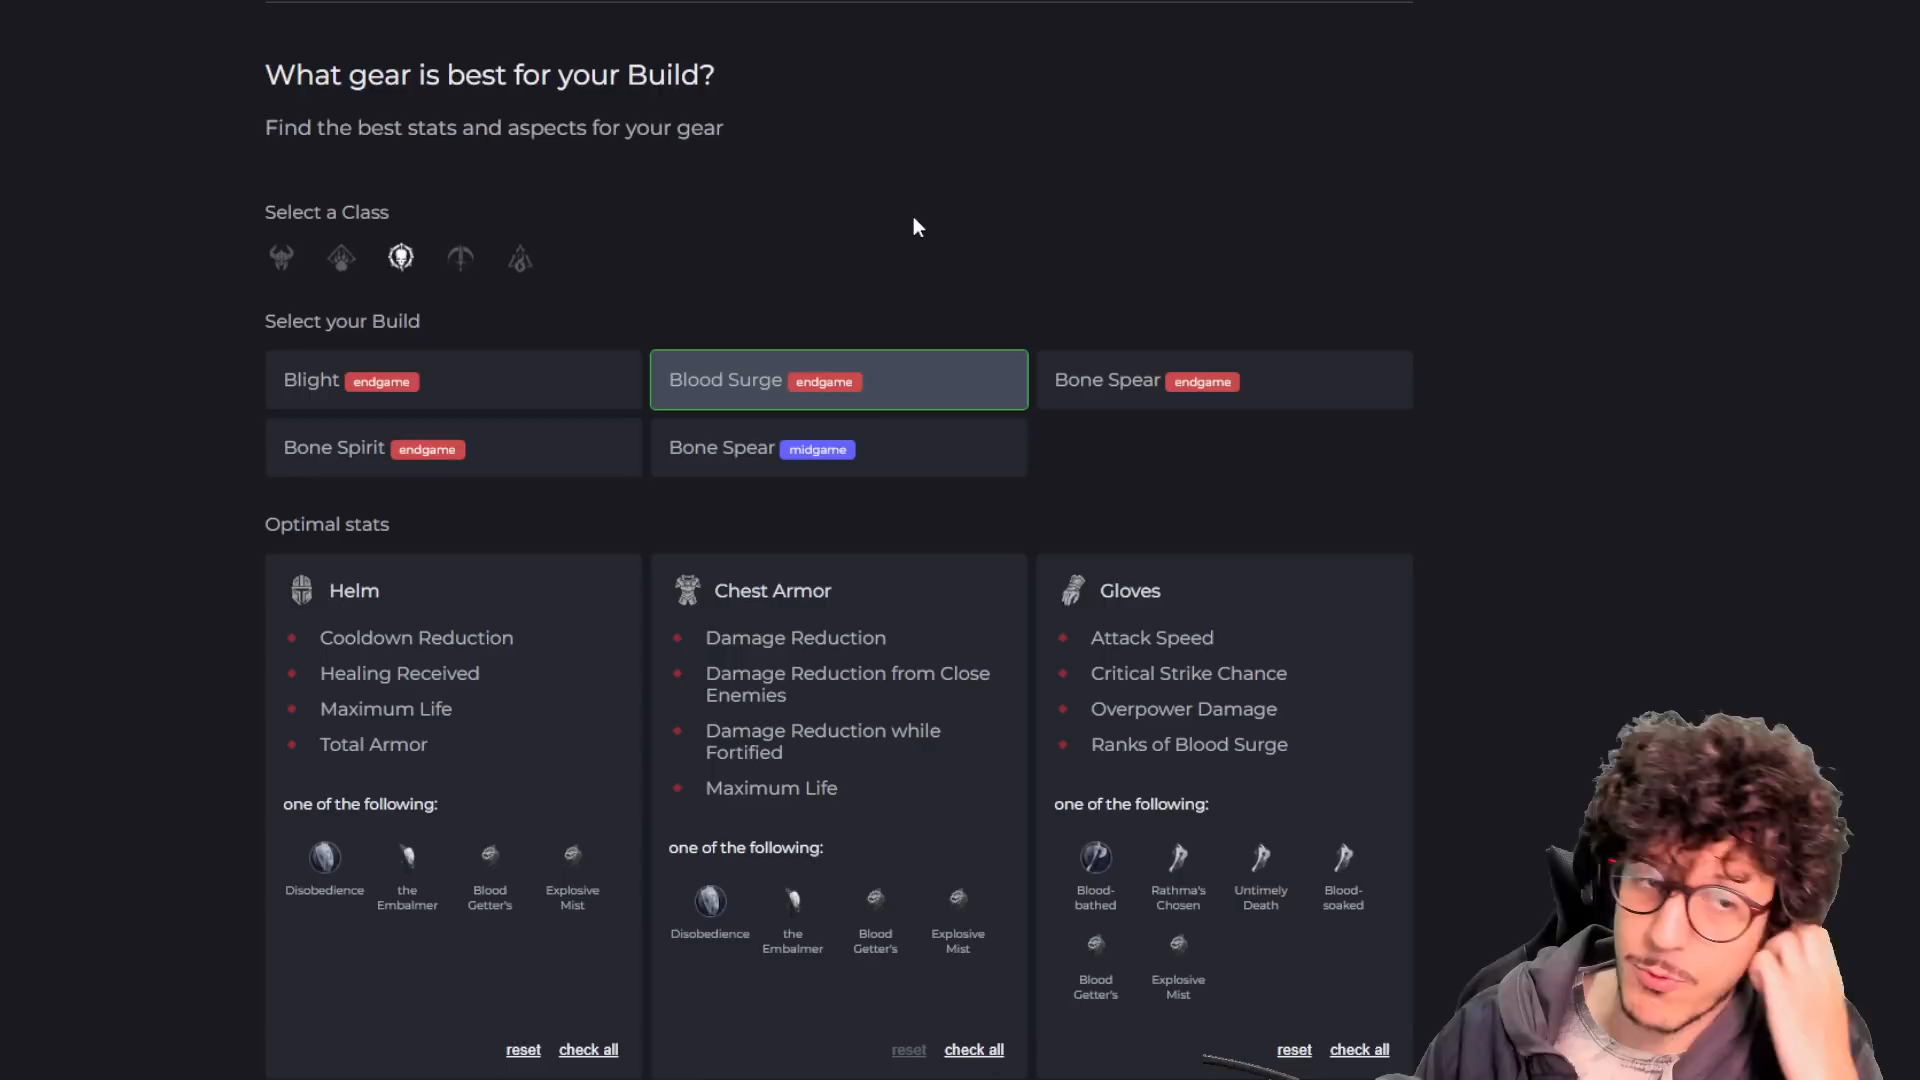 What gear is best for your Build?
Find the best stats and aspects for your gear
Select a Class
Select your Build
Blight endgame
Blood Surge endgame
Bone Spear endgame
Bone Spirit endgame
Bone Spear midgame
Optimal stats
Helm
Cooldown Reduction
Healing Received
Maximum Life
Total Armor
one of the following:
Disobedience
the
Embalmer
Blood
Getter's
Explosive
Mist
reset check all
Chest Armor
Damage Reduction
Damage Reduction from Close
Enemies
Damage Reduction while
Fortified
Maximum Life
one of the following:
Disobedience
the
Embalmer
Blood
Getter's
Explosive
Mist
reset check all
Gloves
Attack Speed
Critical Strike Chance
Overpower Damage
Ranks of Blood Surge
one of the following:
Blood-
bathed
Rathma's
Chosen
Untimely
Death
Blood-
soaked
Blood
Getter's
Explosive
Mist
reset check all